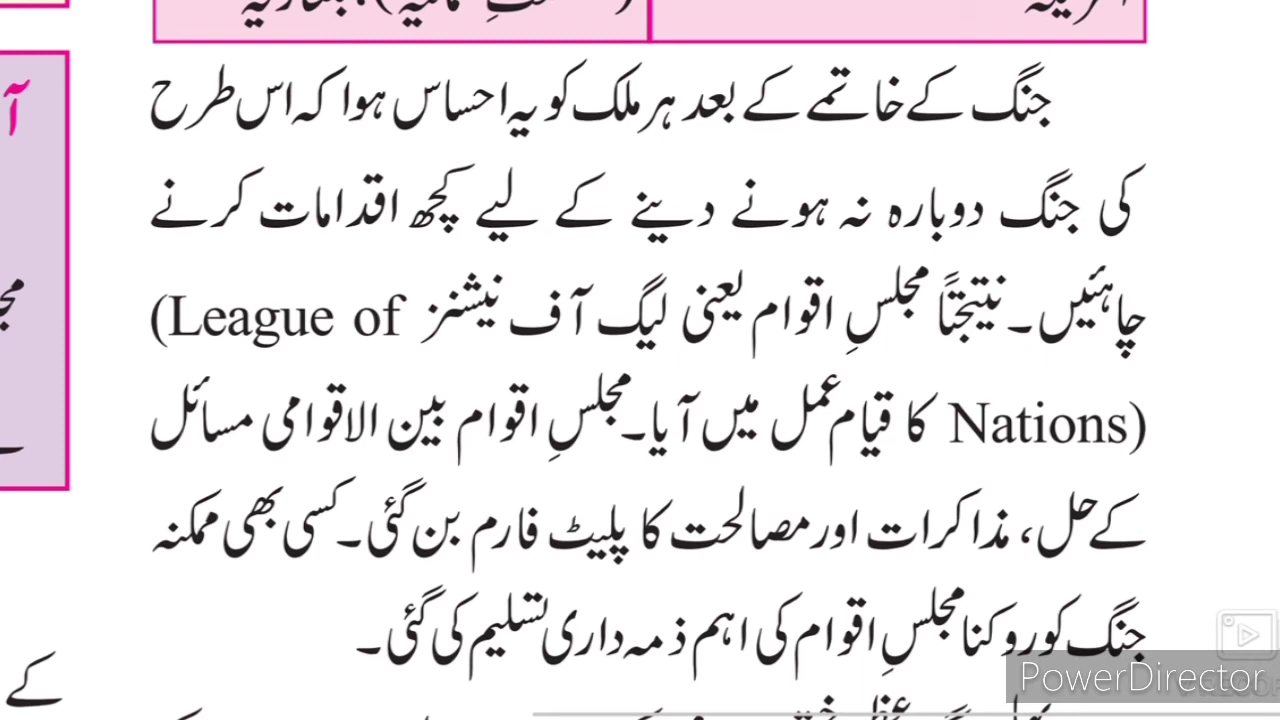 جنگ کے خاتمے کے بعد ہر ملک کو یہ احساس ہوا کہ اس طرح
کی جنگ دوبارہ نہ ہونے دینے کے لیے کچھ اقدامات کرنے
چاہئیں۔ نتیجتاً مجلسِ اقوام یعنی لیگ آف نیشنز (League of
Nations) کا قیام عمل میں آیا۔ مجلسِ اقوام بین الاقوامی مسائل
کے حل، مذاکرات اور مصالحت کا پلیٹ فارم بن گئی۔ کسی بھی ممکنہ
جنگ کو روکنا مجلسِ اقوام کی اہم ذمہ داری تسلیم کی گئی۔
کے
PowerDirector